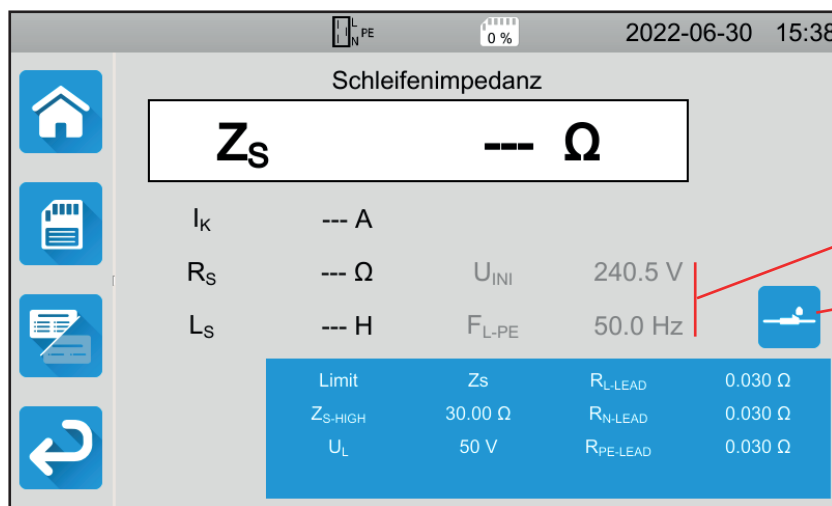 L N PE 0 % 2022-06-30 15:38
Schleifenimpedanz
ZS --- Ω
IK --- A
RS --- Ω UINI 240.5 V
LS --- H FL-PE 50.0 Hz
Limit Zs RL-LEAD 0.030 Ω
ZS-HIGH 30.00 Ω RN-LEAD 0.030 Ω
UL 50 V RPE-LEAD 0.030 Ω